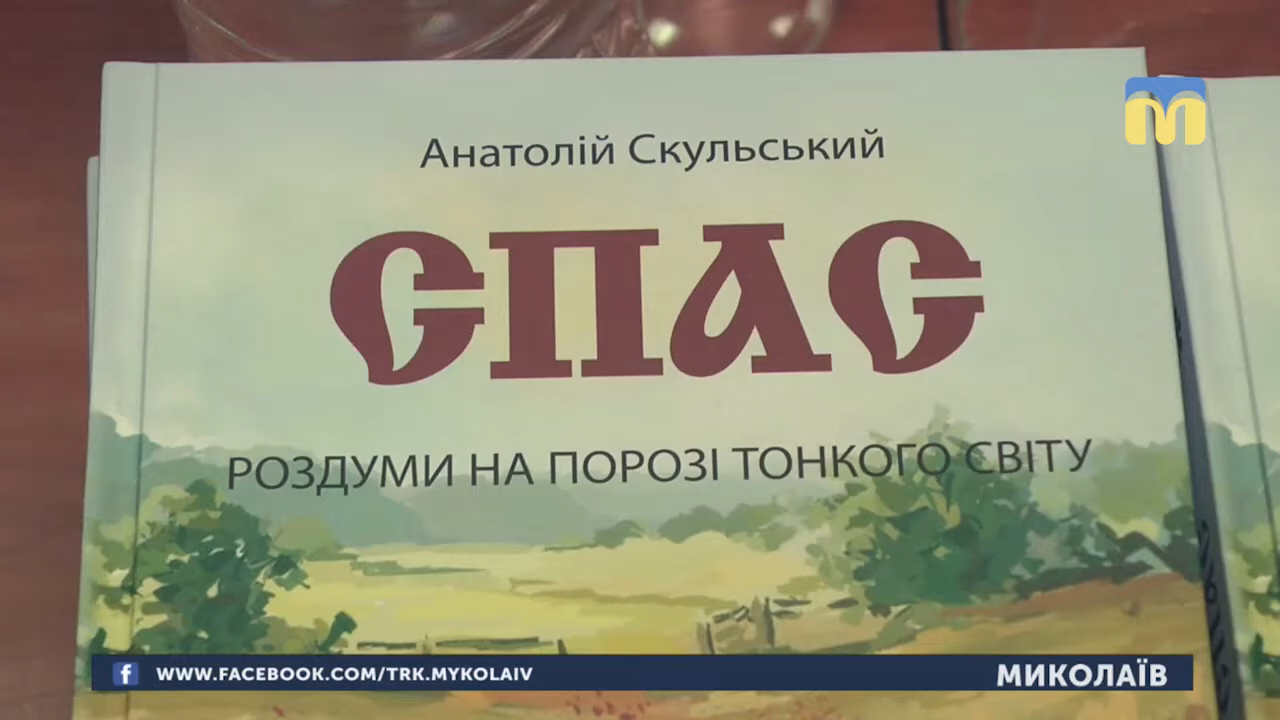 Анатолій Скульський
СПАС
РОЗДУМИ НА ПОРОЗІ ТОНКОГО СВІТУ
WWW.FACEBOOK.COM/TRK.MYKOLAIV
МИКОЛАЇВ